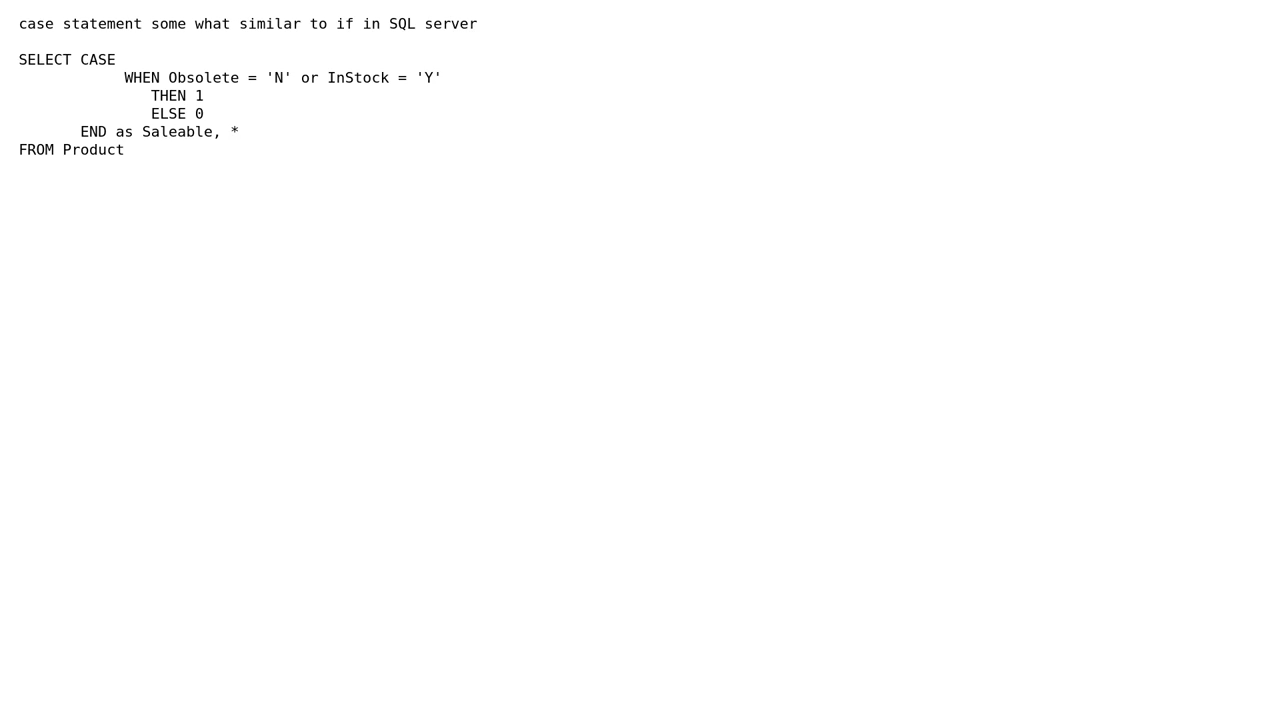 case statement some what similar to if in SQL server
SELECT CASE
WHEN Obsolete = 'N' or InStock = 'Y'
THEN 1
ELSE 0
END as Saleable, *
FROM Product